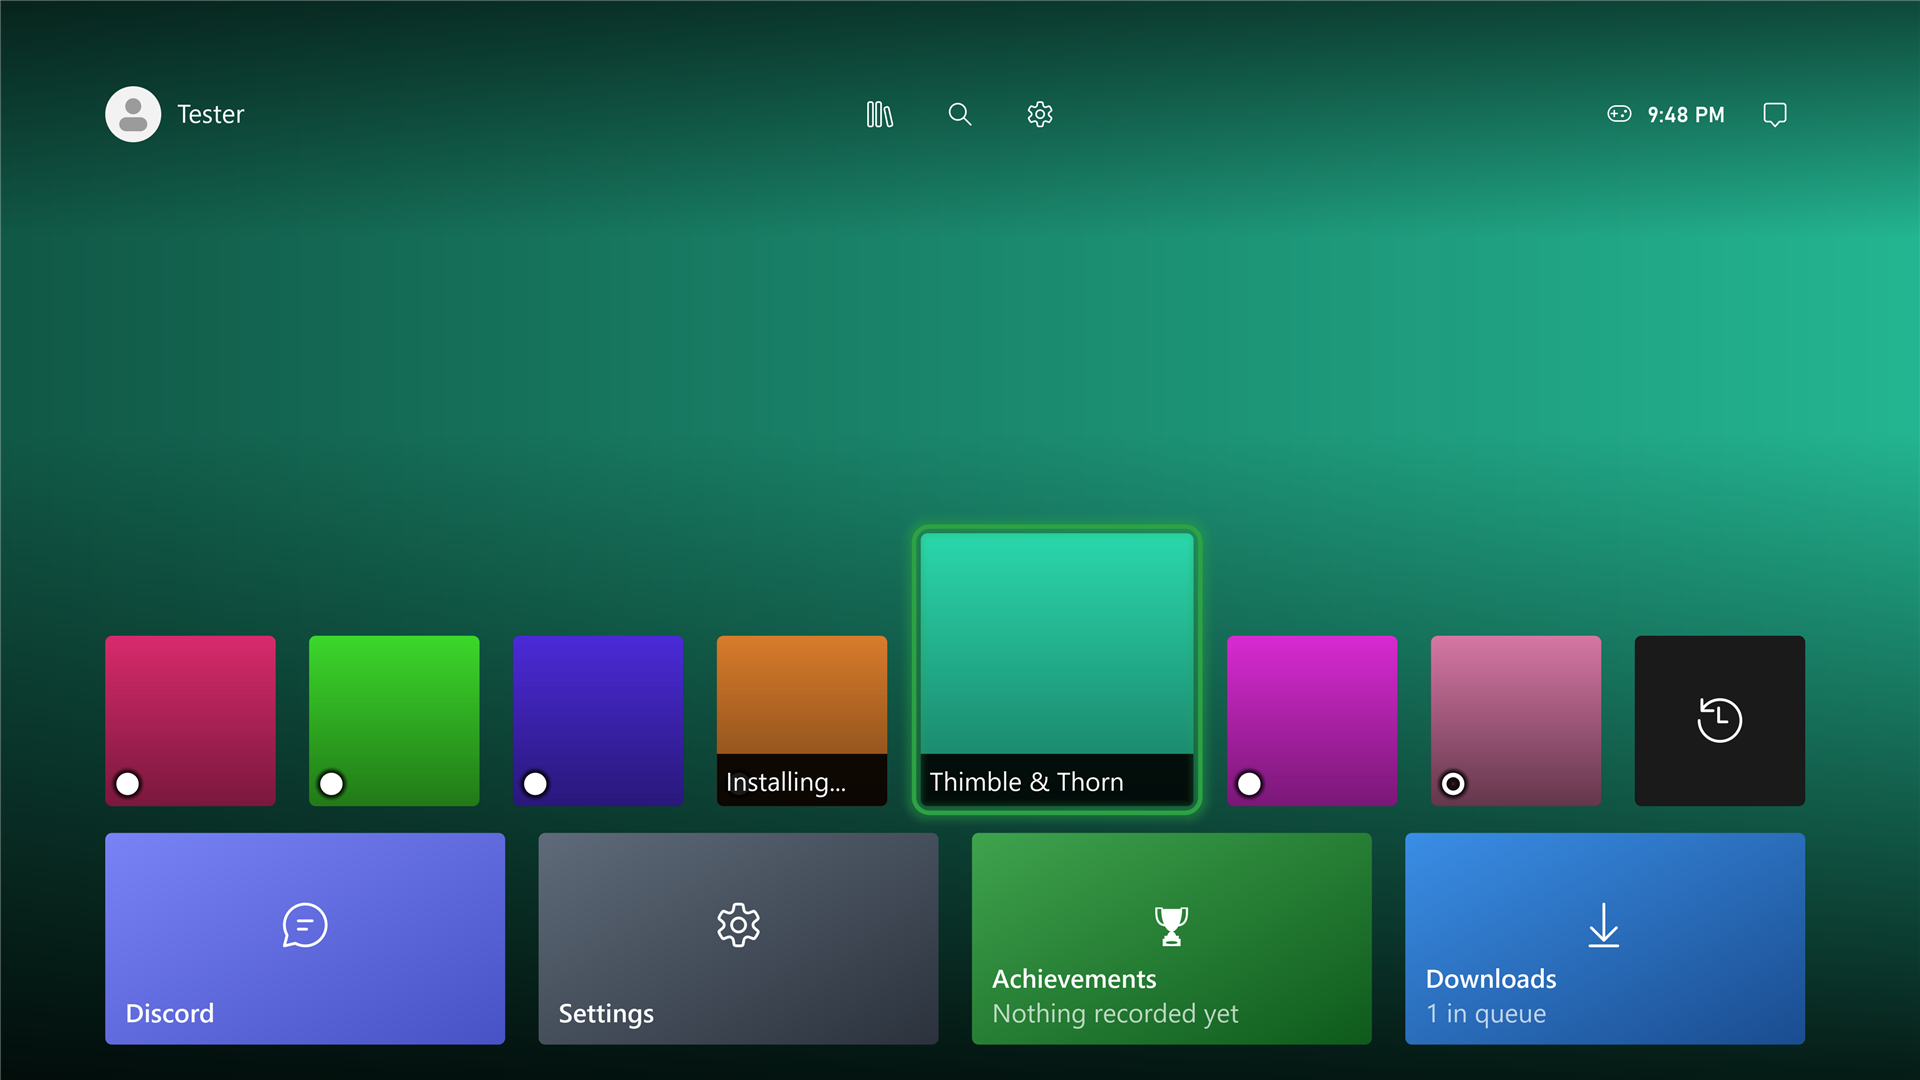 Tester
9:48 PM
Installing...
Thimble & Thorn
Discord
Settings
Achievements
Nothing recorded yet
Downloads
1 in queue